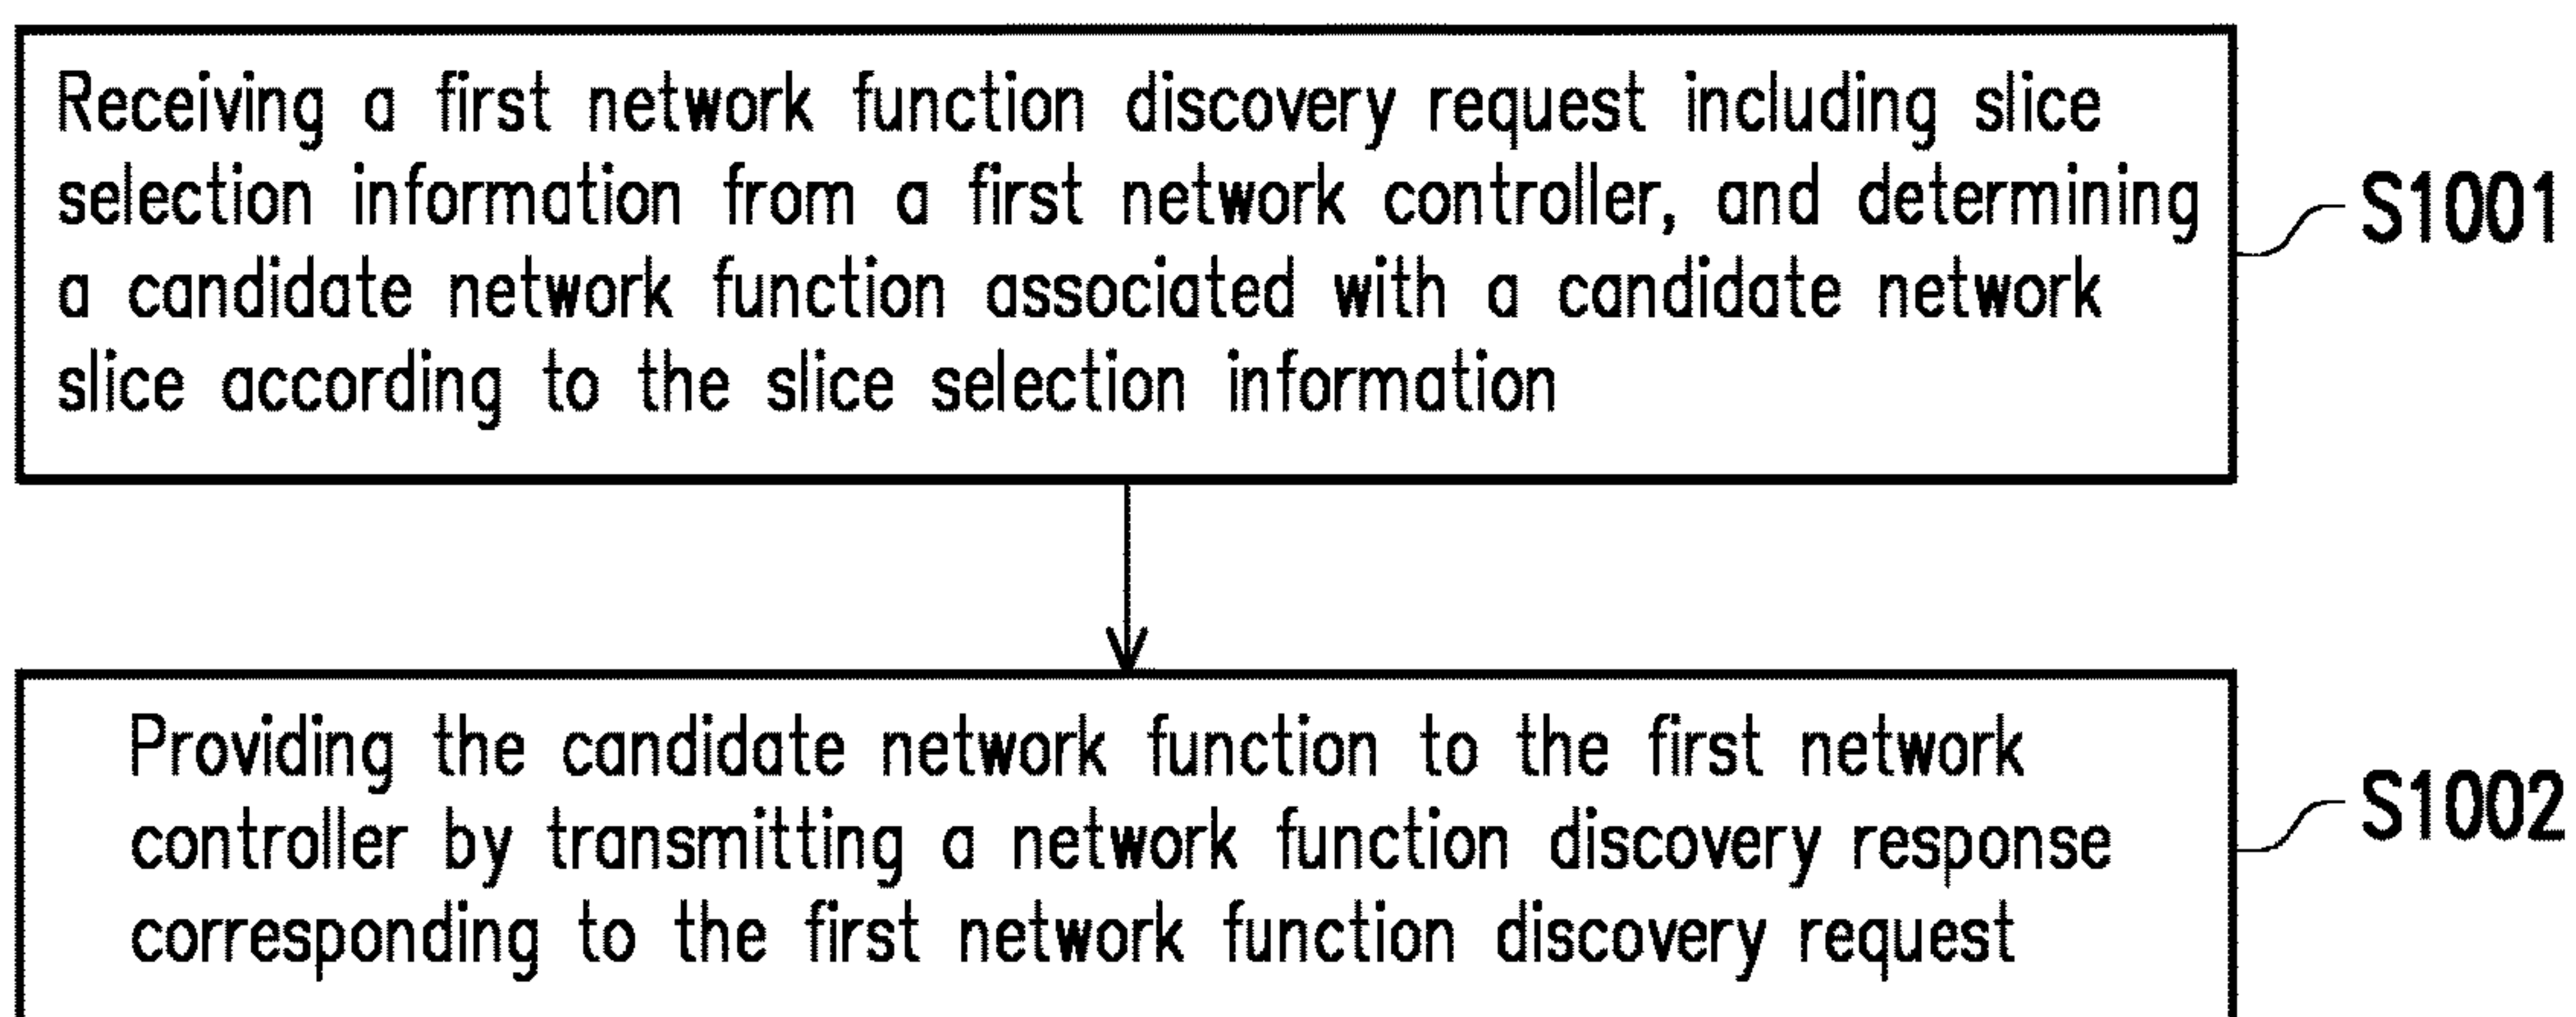 Receiving a first network function discovery request including slice
selection information from a first network controller, and determining
a candidate network function associated with a candidate network
slice according to the slice selection information
S1001
Providing the candidate network function to the first network
controller by transmitting a network function discovery response
corresponding to the first network function discovery request
S1002